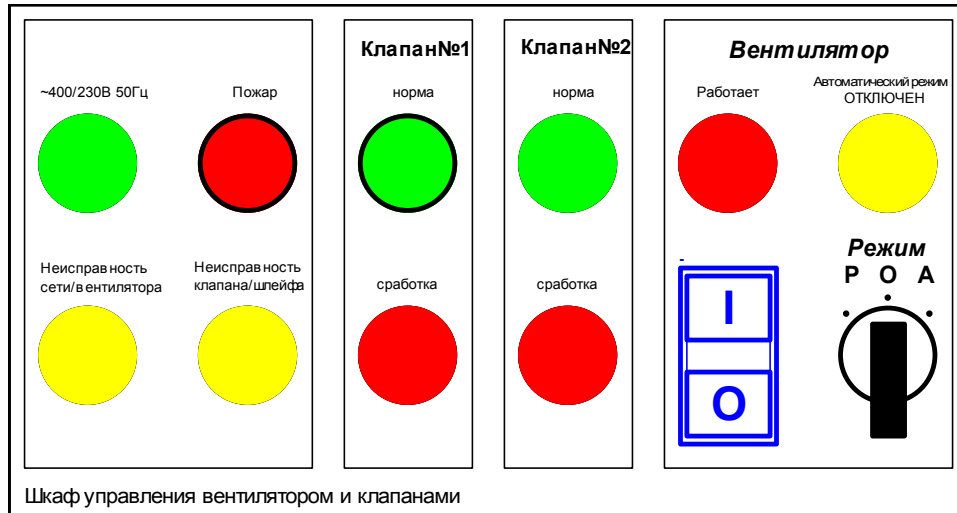 ~400/230В 50Гц
Пожар
Неисправность
сети/вентилятора
Неисправность
клапана/шлейфа
Клапан№1
норма
сработка
Клапан№2
норма
сработка
Вентилятор
Работает
Автоматический режим
ОТКЛЮЧЕН
I
O
Режим
Р О А
Шкаф управления вентилятором и клапанами